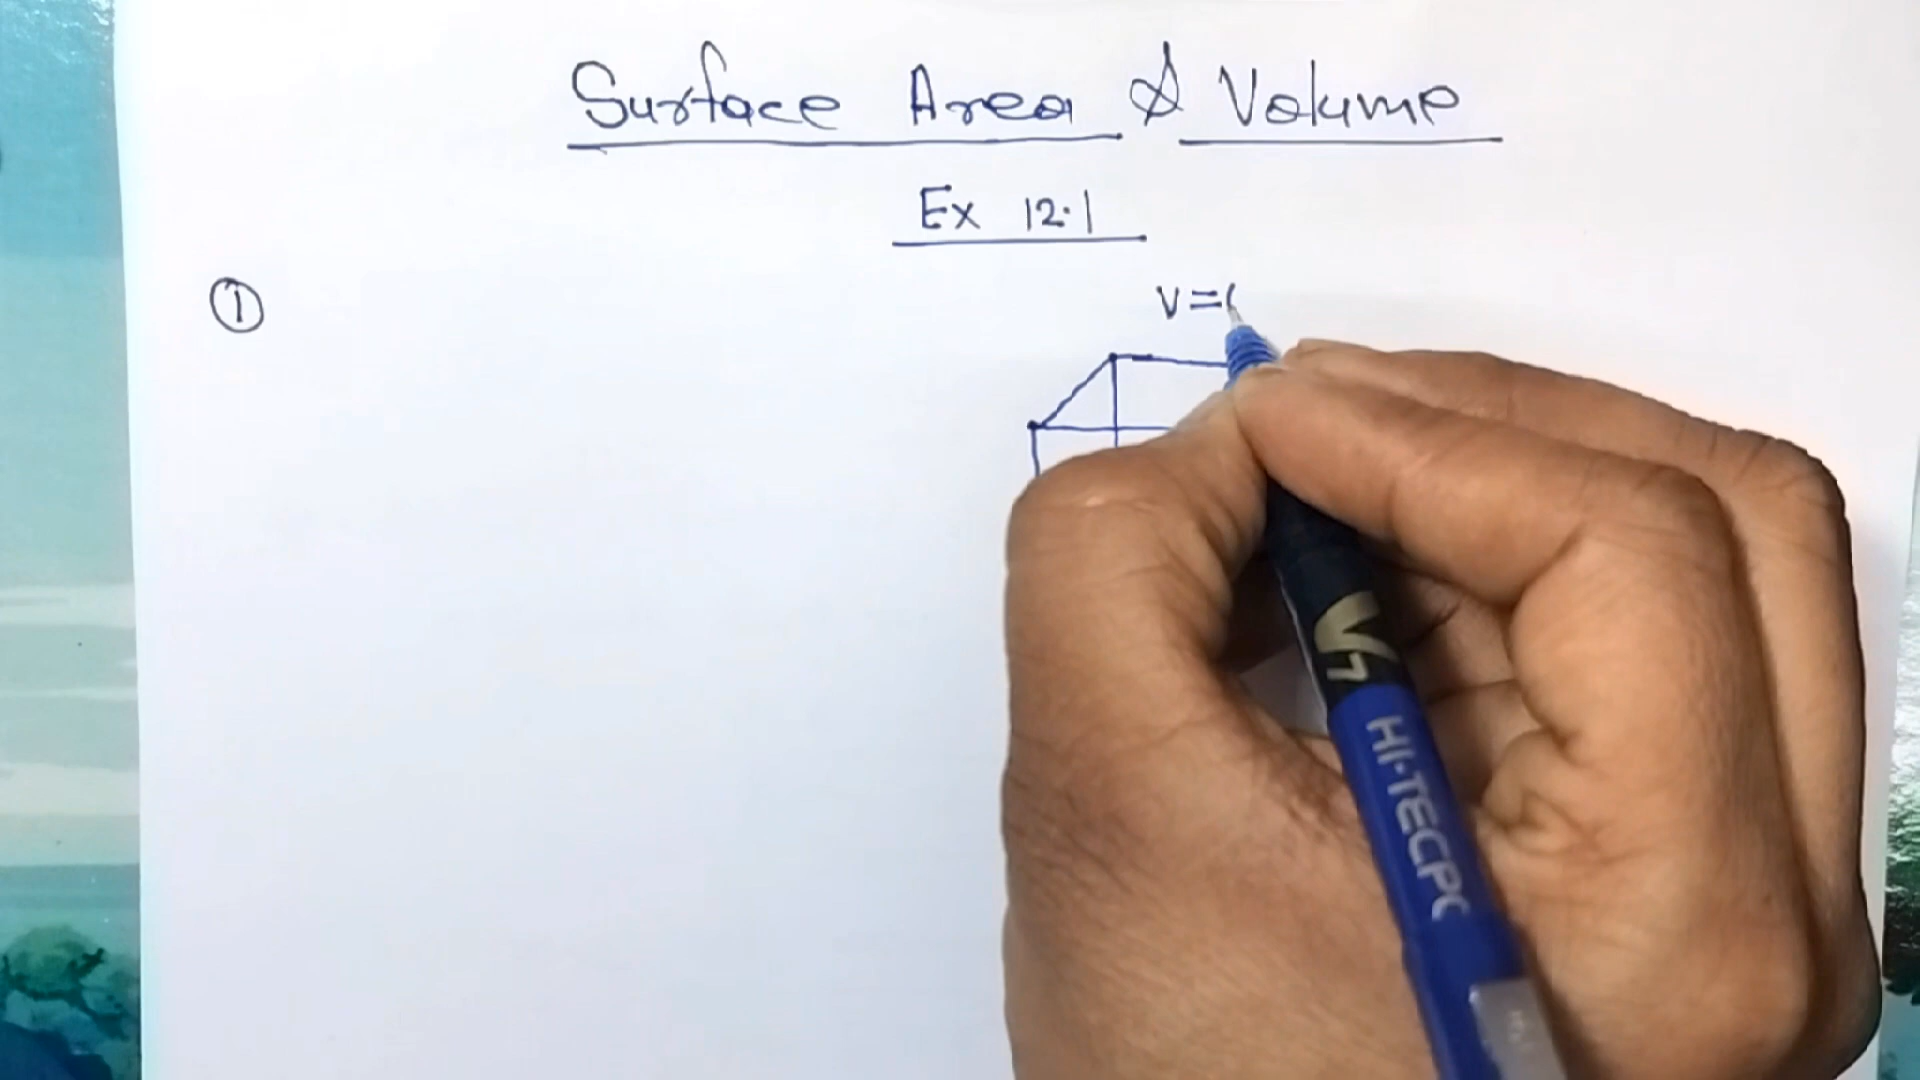 Surface Area & Volume
Ex 12.1
1
V =
V7
HI-TECPC